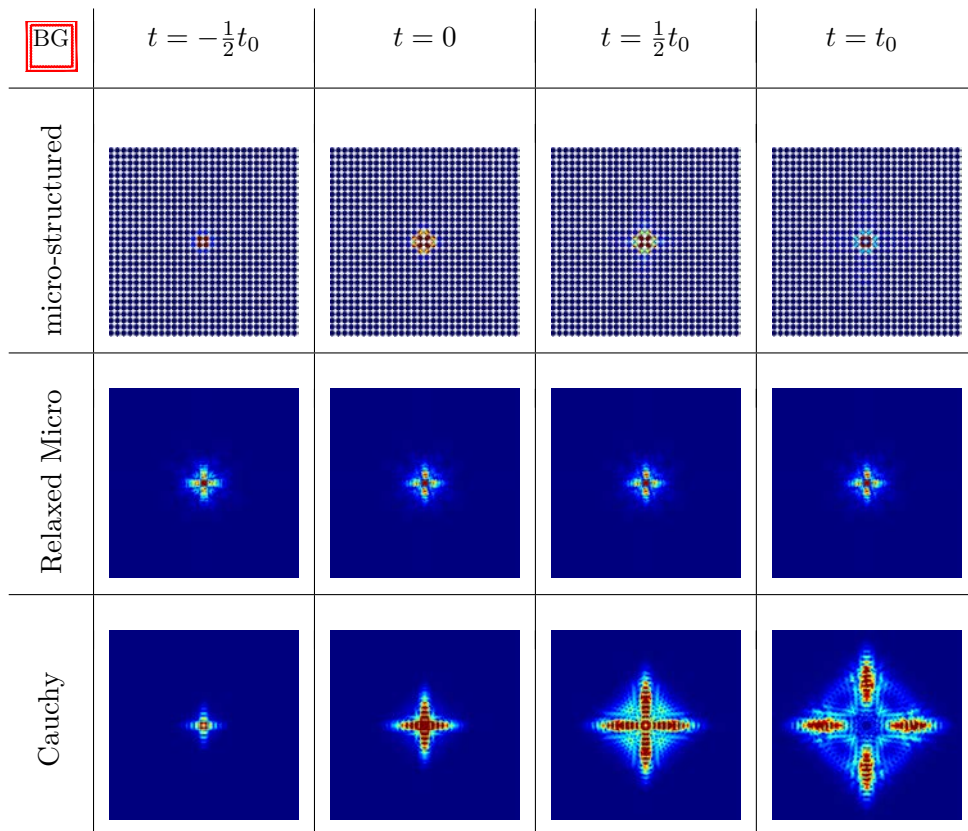 BG
t = −½t₀
t = 0
t = ½t₀
t = t₀
micro-structured
Relaxed Micro
Cauchy